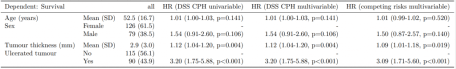 Dependent: Survival all HR (DSS CPH univariable) HR (DSS CPH multivariable) HR (competing risks multivariable)
Age (years) Mean (SD) 52.5 (16.7) 1.01 (1.00-1.03, p=0.141) 1.01 (1.00-1.03, p=0.141) 1.01 (0.99-1.02, p=0.520)
Sex Female 126 (61.5) - - -
Male 79 (38.5) 1.54 (0.91-2.60, p=0.106) 1.54 (0.91-2.60, p=0.106) 1.50 (0.87-2.57, p=0.140)
Tumour thickness (mm) Mean (SD) 2.9 (3.0) 1.12 (1.04-1.20, p=0.004) 1.12 (1.04-1.20, p=0.004) 1.09 (1.01-1.18, p=0.019)
Ulcerated tumour No 115 (56.1) - - -
Yes 90 (43.9) 3.20 (1.75-5.88, p<0.001) 3.20 (1.75-5.88, p<0.001) 3.09 (1.71-5.60, p<0.001)